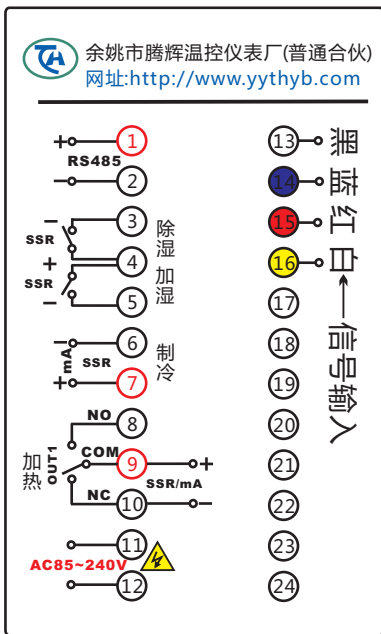 TH
余姚市腾辉温控仪表厂(普通合伙)
网址:http://www.yythyb.com
+ 1
RS485
− 2
− 3
SSR
除湿
+ 4
SSR
加湿
− 5
− 6
mA SSR
制冷
+ 7
NO 8
加热 OUT1
COM 9 +
SSR/mA
NC 10 −
11
AC85~240V
12
13 黑
14 蓝
15 红
16 白
信号输入
17
18
19
20
21
22
23
24